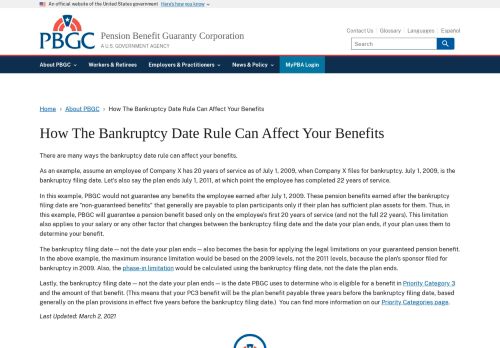 An official website of the United States government Here's how you know
PBGC
Pension Benefit Guaranty Corporation
A U.S. GOVERNMENT AGENCY
Contact Us Glossary Languages Español
Search
About PBGC Workers & Retirees Employers & Practitioners News & Policy MyPBA Login
Home › About PBGC › How The Bankruptcy Date Rule Can Affect Your Benefits
How The Bankruptcy Date Rule Can Affect Your Benefits
There are many ways the bankruptcy date rule can affect your benefits.
As an example, assume an employee of Company X has 20 years of service as of July 1, 2009, when Company X files for bankruptcy. July 1, 2009, is the
bankruptcy filing date. Let's also say the plan ends July 1, 2011, at which point the employee has completed 22 years of service.
In this example, PBGC would not guarantee any benefits the employee earned after July 1, 2009. These pension benefits earned after the bankruptcy
filing date are "non-guaranteed benefits" that generally are payable to plan participants only if their plan has sufficient plan assets for them. Thus, in
this example, PBGC will guarantee a pension benefit based only on the employee's first 20 years of service (and not the full 22 years). This limitation
also applies to your salary or any other factor that changes between the bankruptcy filing date and the date your plan ends, if your plan uses them to
determine your benefit.
The bankruptcy filing date — not the date your plan ends — also becomes the basis for applying the legal limitations on your guaranteed pension benefit.
In the above example, the maximum insurance limitation would be based on the 2009 levels, not the 2011 levels, because the plan's sponsor filed for
bankruptcy in 2009. Also, the phase-in limitation would be calculated using the bankruptcy filing date, not the date the plan ends.
Lastly, the bankruptcy filing date — not the date your plan ends — is the date PBGC uses to determine who is eligible for a benefit in Priority Category 3
and the amount of that benefit. (This means that your PC3 benefit will be the plan benefit payable three years before the bankruptcy filing date, based
generally on the plan provisions in effect five years before the bankruptcy filing date.) You can find more information on our Priority Categories page.
Last Updated: March 2, 2021